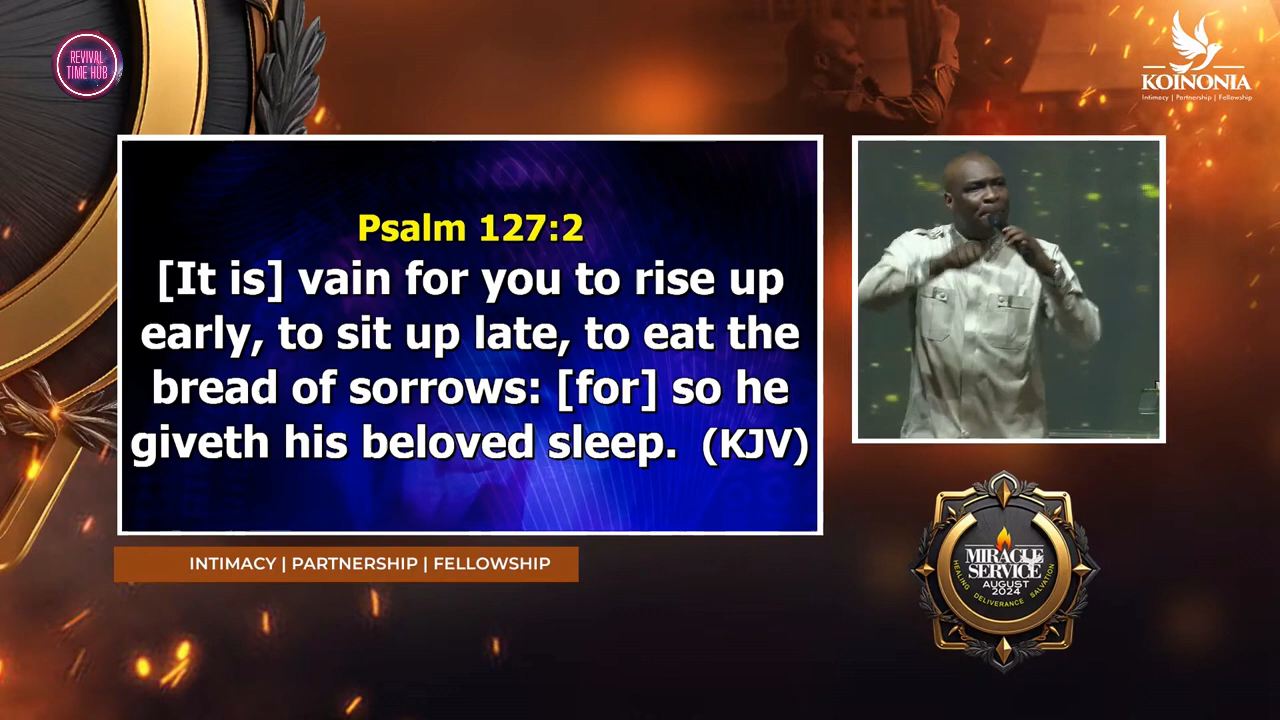 REVIVAL
TIME HUB
KOINONIA
Intimacy | Partnership | Fellowship
Psalm 127:2
[It is] vain for you to rise up
early, to sit up late, to eat the
bread of sorrows: [for] so he
giveth his beloved sleep.  (KJV)
INTIMACY | PARTNERSHIP | FELLOWSHIP
MIRACLE
SERVICE
AUGUST
2024
HEALING DELIVERANCE SALVATION